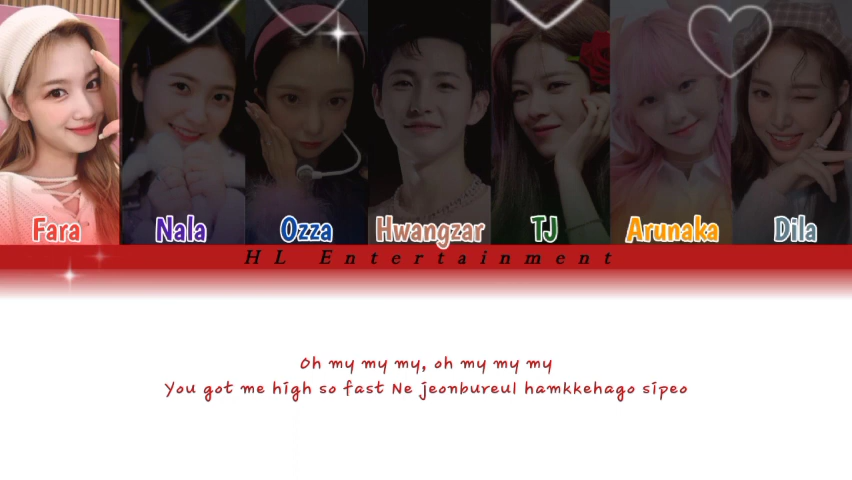 Fara Nala Ozza Hwangzar TJ Arunaka Dila
HL Entertainment
Oh my my my, oh my my my
You got me high so fast Ne jeonbureul hamkkehago sipeo